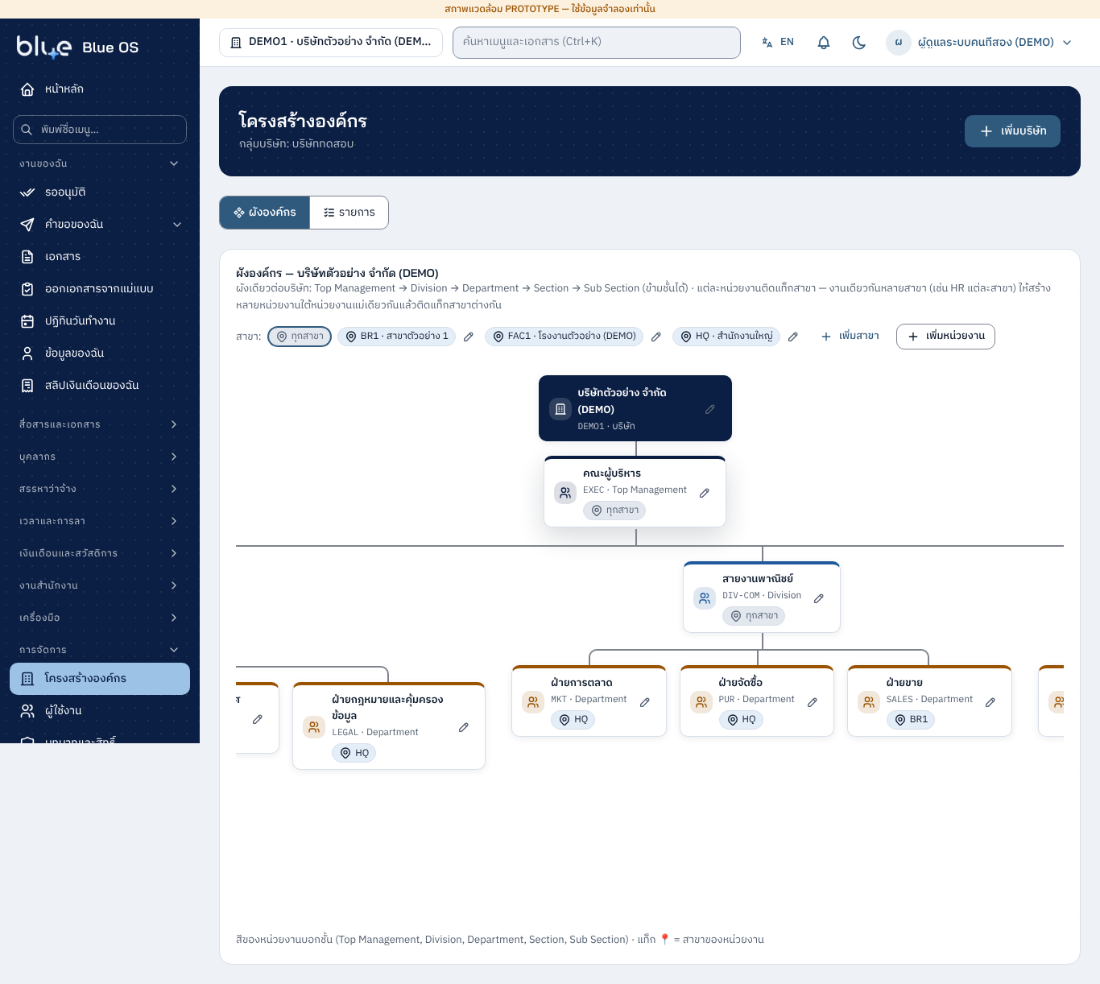 สภาพแวดล้อม PROTOTYPE — ใช้ข้อมูลจำลองเท่านั้น
blue Blue OS
DEMO1 · บริษัทตัวอย่าง จำกัด (DEM...
ค้นหาเมนูและเอกสาร (Ctrl+K)
EN
ผู้ดูแลระบบคนที่สอง (DEMO)
หน้าหลัก
พิมพ์ชื่อเมนู...
งานของฉัน
รออนุมัติ
คำขอของฉัน
เอกสาร
ออกเอกสารจากแม่แบบ
ปฏิทินวันทำงาน
ข้อมูลของฉัน
สลิปเงินเดือนของฉัน
สื่อสารและเอกสาร
บุคลากร
สรรหาว่าจ้าง
เวลาและการลา
เงินเดือนและสวัสดิการ
งานสำนักงาน
เครื่องมือ
การจัดการ
โครงสร้างองค์กร
ผู้ใช้งาน
บทบาทและสิทธิ์
โครงสร้างองค์กร
กลุ่มบริษัท: บริษัททดสอบ
เพิ่มบริษัท
ผังองค์กร
รายการ
ผังองค์กร — บริษัทตัวอย่าง จำกัด (DEMO)
ผังเดียวต่อบริษัท: Top Management → Division → Department → Section → Sub Section (ข้ามชั้นได้) · แต่ละหน่วยงานติดแท็กสาขา — งานเดียวกันหลายสาขา (เช่น HR แต่ละสาขา) ให้สร้าง
หลายหน่วยงานใต้หน่วยงานแม่เดียวกันแล้วติดแท็กสาขาต่างกัน
สาขา:
ทุกสาขา
BR1 · สาขาตัวอย่าง 1
FAC1 · โรงงานตัวอย่าง (DEMO)
HQ · สำนักงานใหญ่
เพิ่มสาขา
เพิ่มหน่วยงาน
บริษัทตัวอย่าง จำกัด
(DEMO)
DEMO1 · บริษัท
คณะผู้บริหาร
EXEC · Top Management
ทุกสาขา
สายงานพาณิชย์
DIV-COM · Division
ทุกสาขา
ฝ่ายกฎหมายและคุ้มครอง
ข้อมูล
LEGAL · Department
HQ
ฝ่ายการตลาด
MKT · Department
HQ
ฝ่ายจัดซื้อ
PUR · Department
HQ
ฝ่ายขาย
SALES · Department
BR1
สีของหน่วยงานบอกชั้น (Top Management, Division, Department, Section, Sub Section) · แท็ก 📍 = สาขาของหน่วยงาน